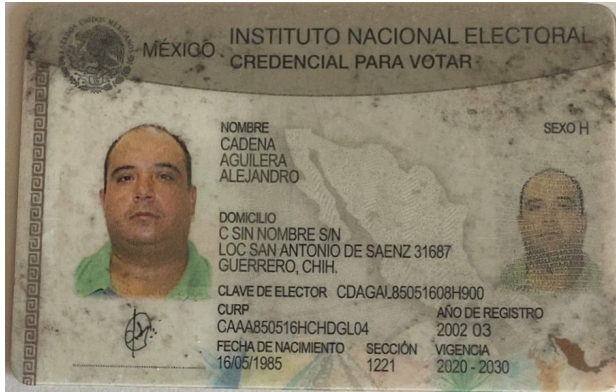 MÉXICO INSTITUTO NACIONAL ELECTORAL
CREDENCIAL PARA VOTAR
NOMBRE SEXO H
CADENA
AGUILERA
ALEJANDRO
DOMICILIO
C SIN NOMBRE S/N
LOC SAN ANTONIO DE SAENZ 31687
GUERRERO, CHIH.
CLAVE DE ELECTOR CDAGAL85051608H900
CURP AÑO DE REGISTRO
CAAA850516HCHDGL04 2002 03
FECHA DE NACIMIENTO SECCIÓN VIGENCIA
16/05/1985 1221 2020 - 2030